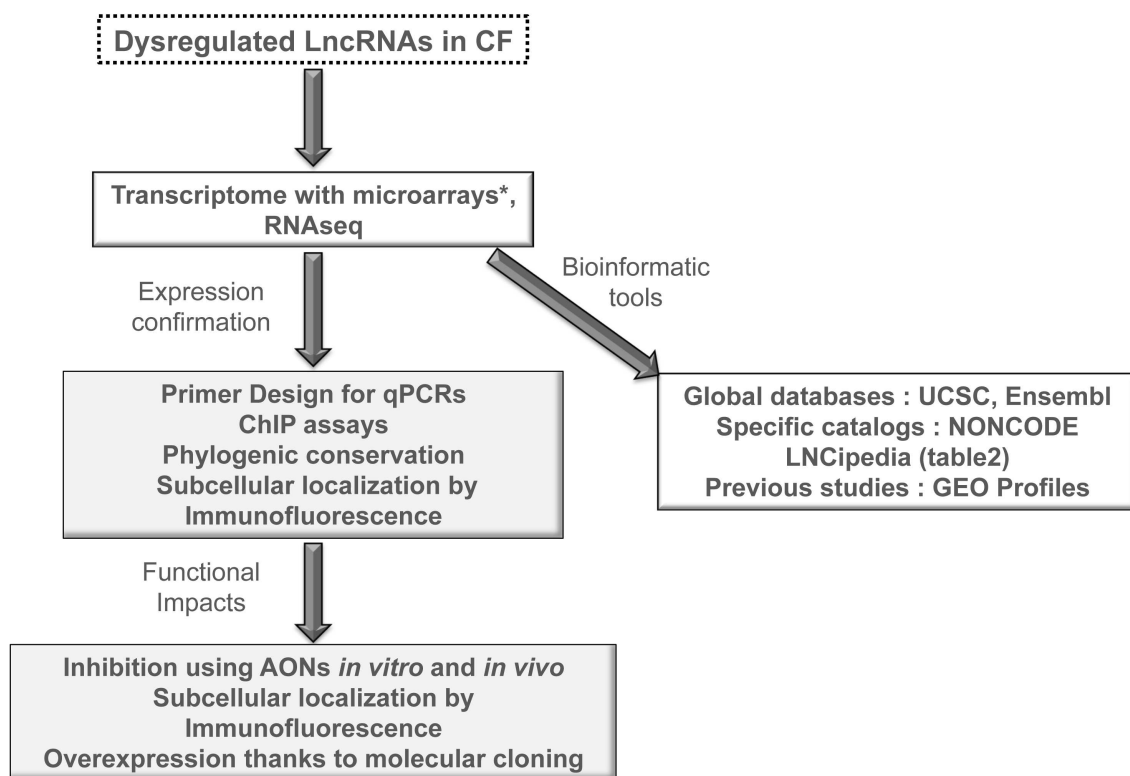 Dysregulated LncRNAs in CF
Transcriptome with microarrays*,
RNAseq
Expression
confirmation
Bioinformatic
tools
Primer Design for qPCRs
ChIP assays
Phylogenic conservation
Subcellular localization by
Immunofluorescence
Global databases : UCSC, Ensembl
Specific catalogs : NONCODE
LNCipedia (table2)
Previous studies : GEO Profiles
Functional
Impacts
Inhibition using AONs in vitro and in vivo
Subcellular localization by
Immunofluorescence
Overexpression thanks to molecular cloning